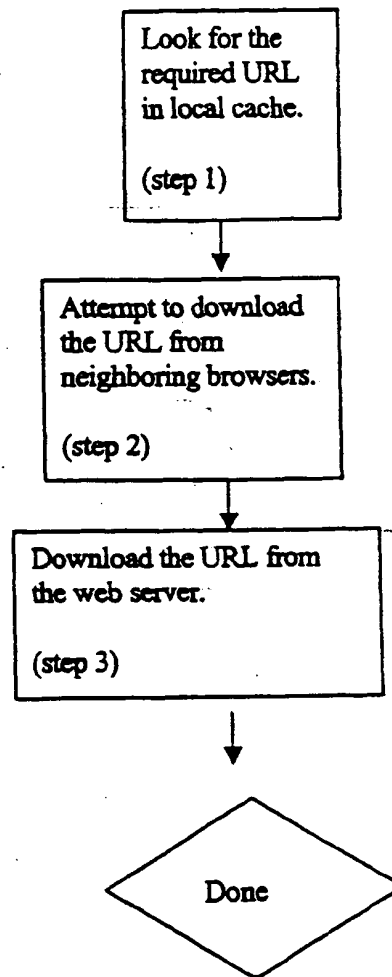 Look for the
required URL
in local cache.
(step 1)
Attempt to download
the URL from
neighboring browsers.
(step 2)
Download the URL from
the web server.
(step 3)
Done